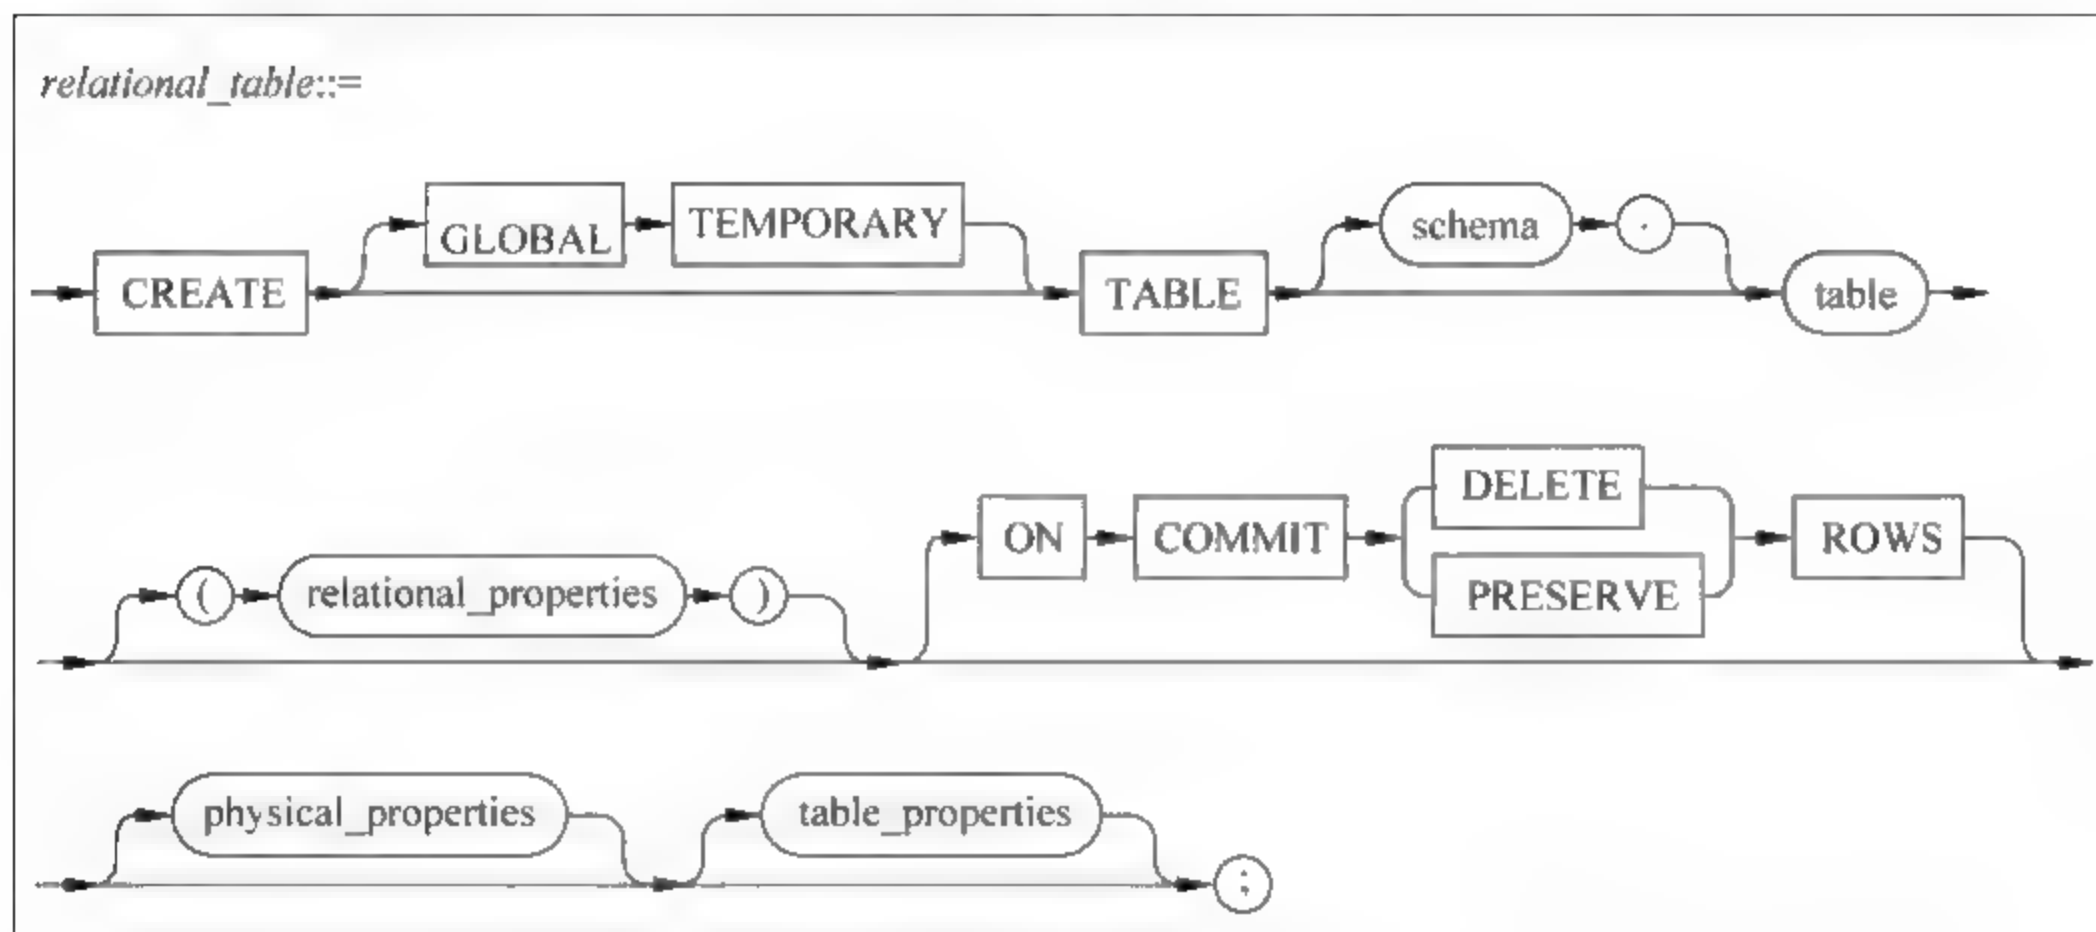 relational_table::=
GLOBAL TEMPORARY schema .
CREATE TABLE table
DELETE
ON COMMIT ROWS
( relational_properties ) PRESERVE
physical_properties table_properties
;